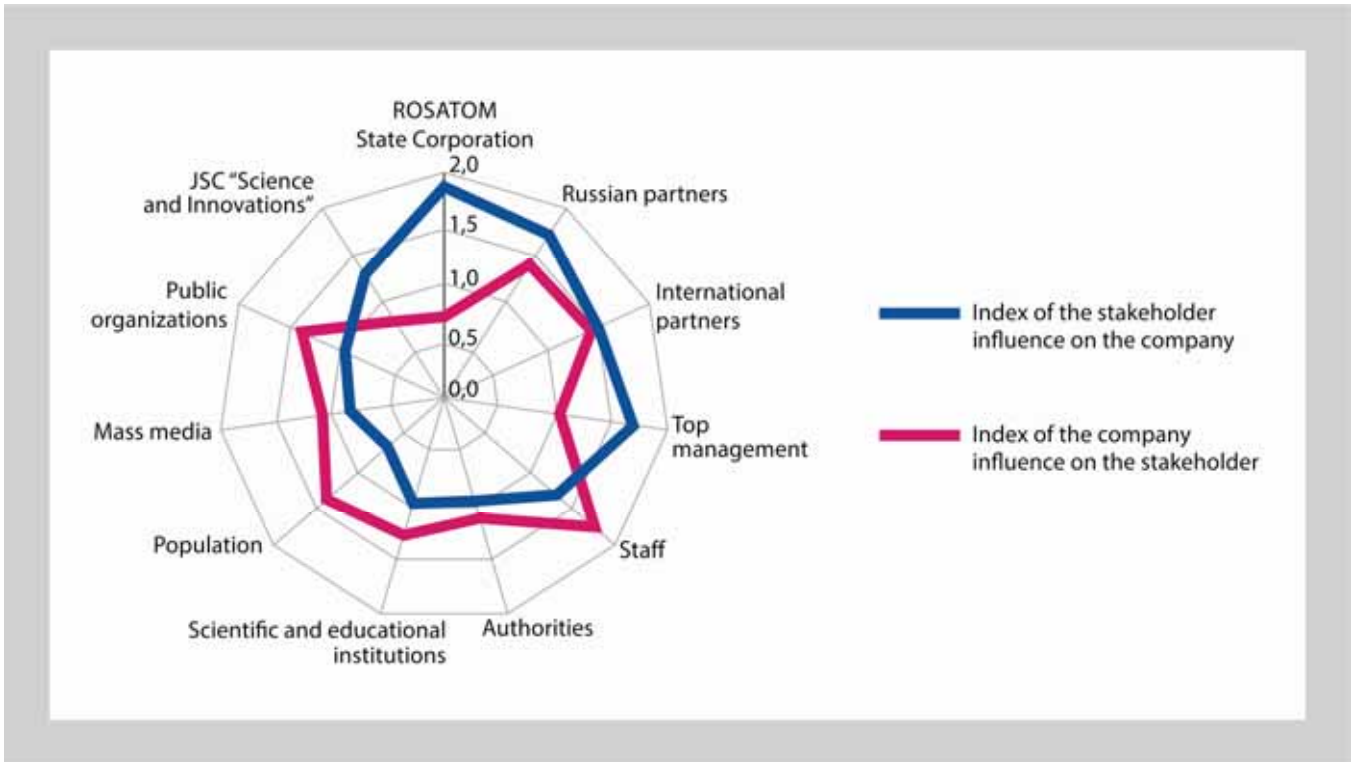 ROSATOM
State Corporation
2,0
1,5
1,0
0,5
0,0
Russian partners
International
partners
Top
management
Staff
Authorities
Scientific and educational
institutions
Population
Mass media
Public
organizations
JSC “Science
and Innovations”
Index of the stakeholder
influence on the company
Index of the company
influence on the stakeholder